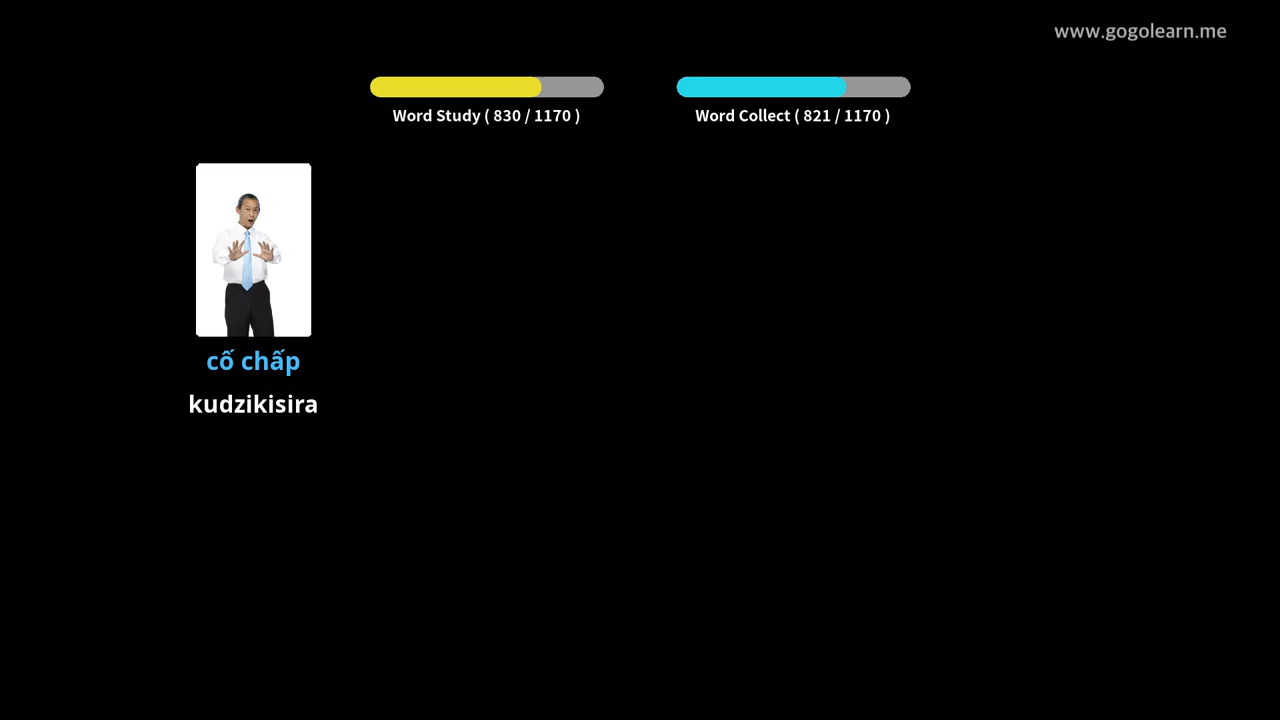 www.gogolearn.me
Word Study ( 830 / 1170 )
Word Collect ( 821 / 1170 )
cố chấp
kudzikisira